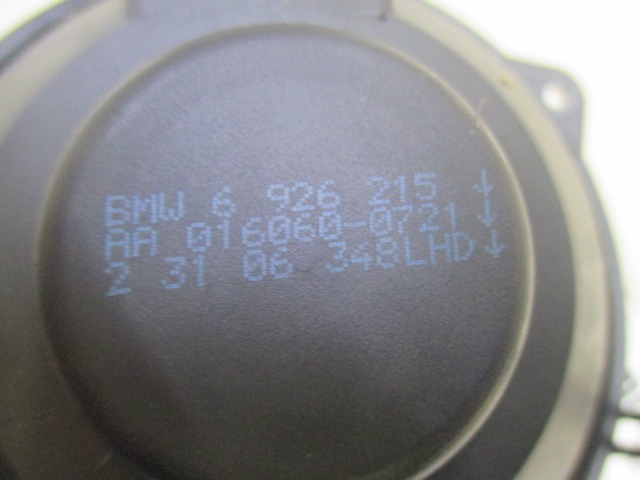 BMW 6 926 215 ↓
AA 016060-0721 ↓
2 31 06 348LHD↓